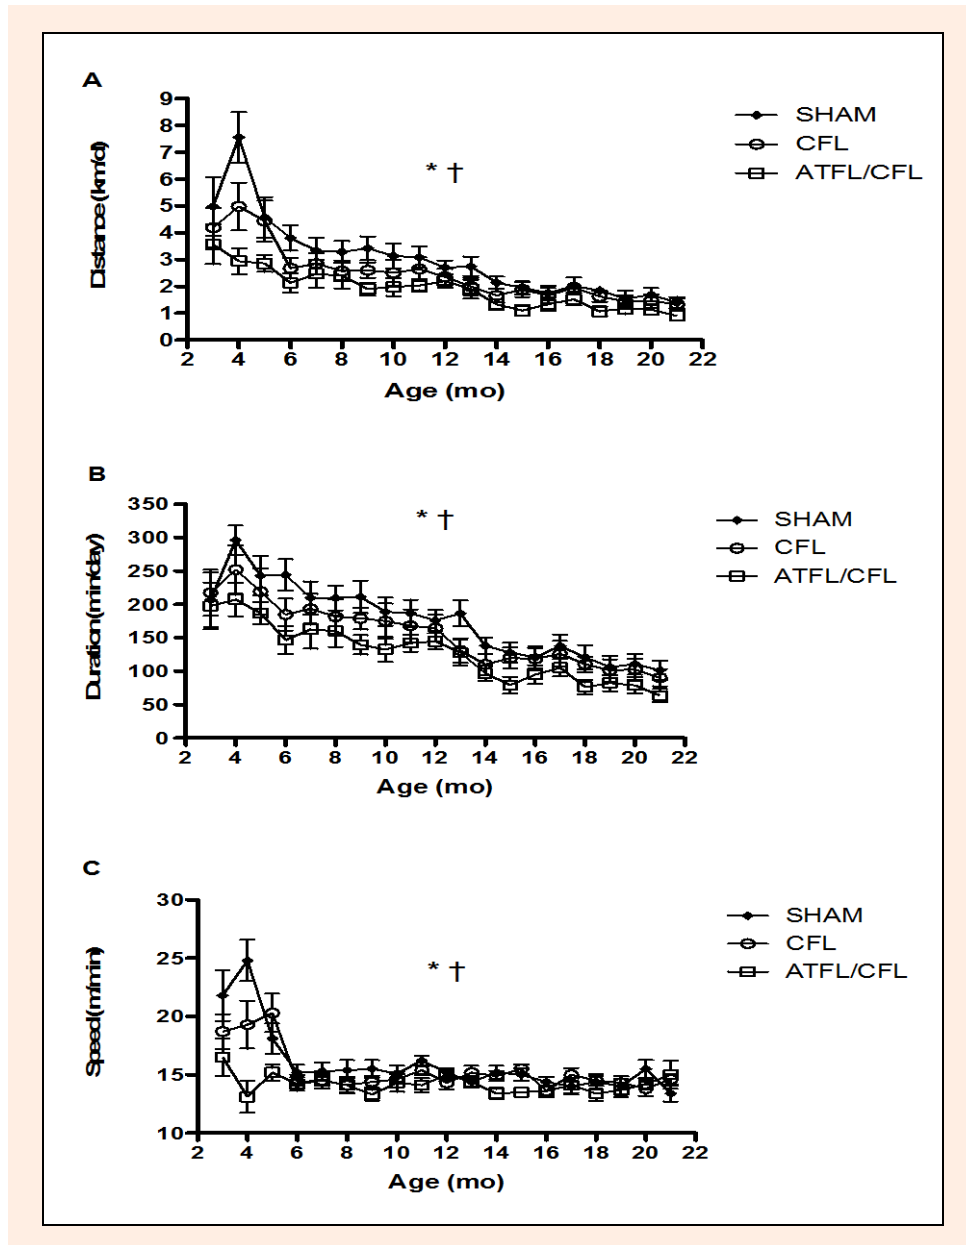 A
9
8
7
6
5
4
3
2
1
0
Distance (km/d)
* †
SHAM
CFL
ATFL/CFL
2 4 6 8 10 12 14 16 18 20 22
Age (mo)
B
350
300
250
200
150
100
50
0
Duration (min/day)
* †
SHAM
CFL
ATFL/CFL
2 4 6 8 10 12 14 16 18 20 22
Age (mo)
C
30
25
20
15
10
Speed (m/min)
* †
SHAM
CFL
ATFL/CFL
2 4 6 8 10 12 14 16 18 20 22
Age (mo)